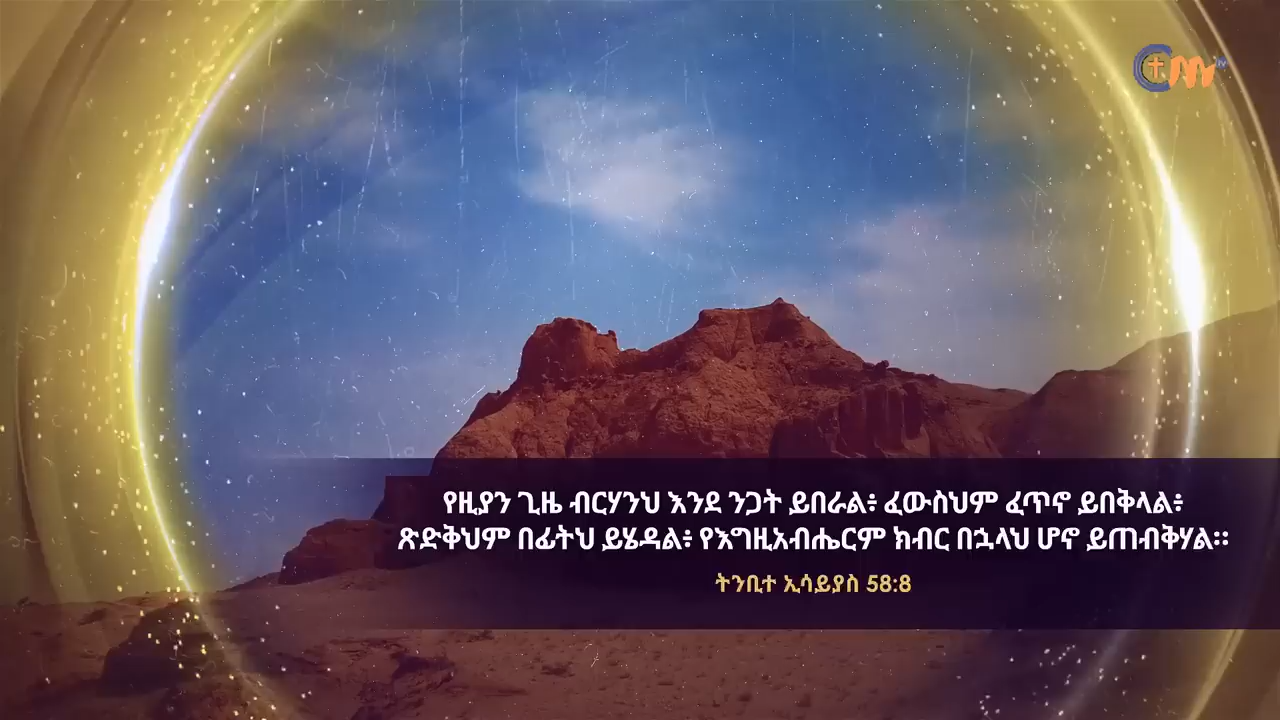 CMTV
የዚያን ጊዜ ብርሃንህ እንደ ንጋት ይበራል፥ ፈውስህም ፈጥኖ ይበቅላል፥
ጽድቅህም በፊትህ ይሄዳል፥ የእግዚአብሔርም ክብር በኋላህ ሆኖ ይጠብቅሃል።
ትንቢተ ኢሳይያስ 58:8